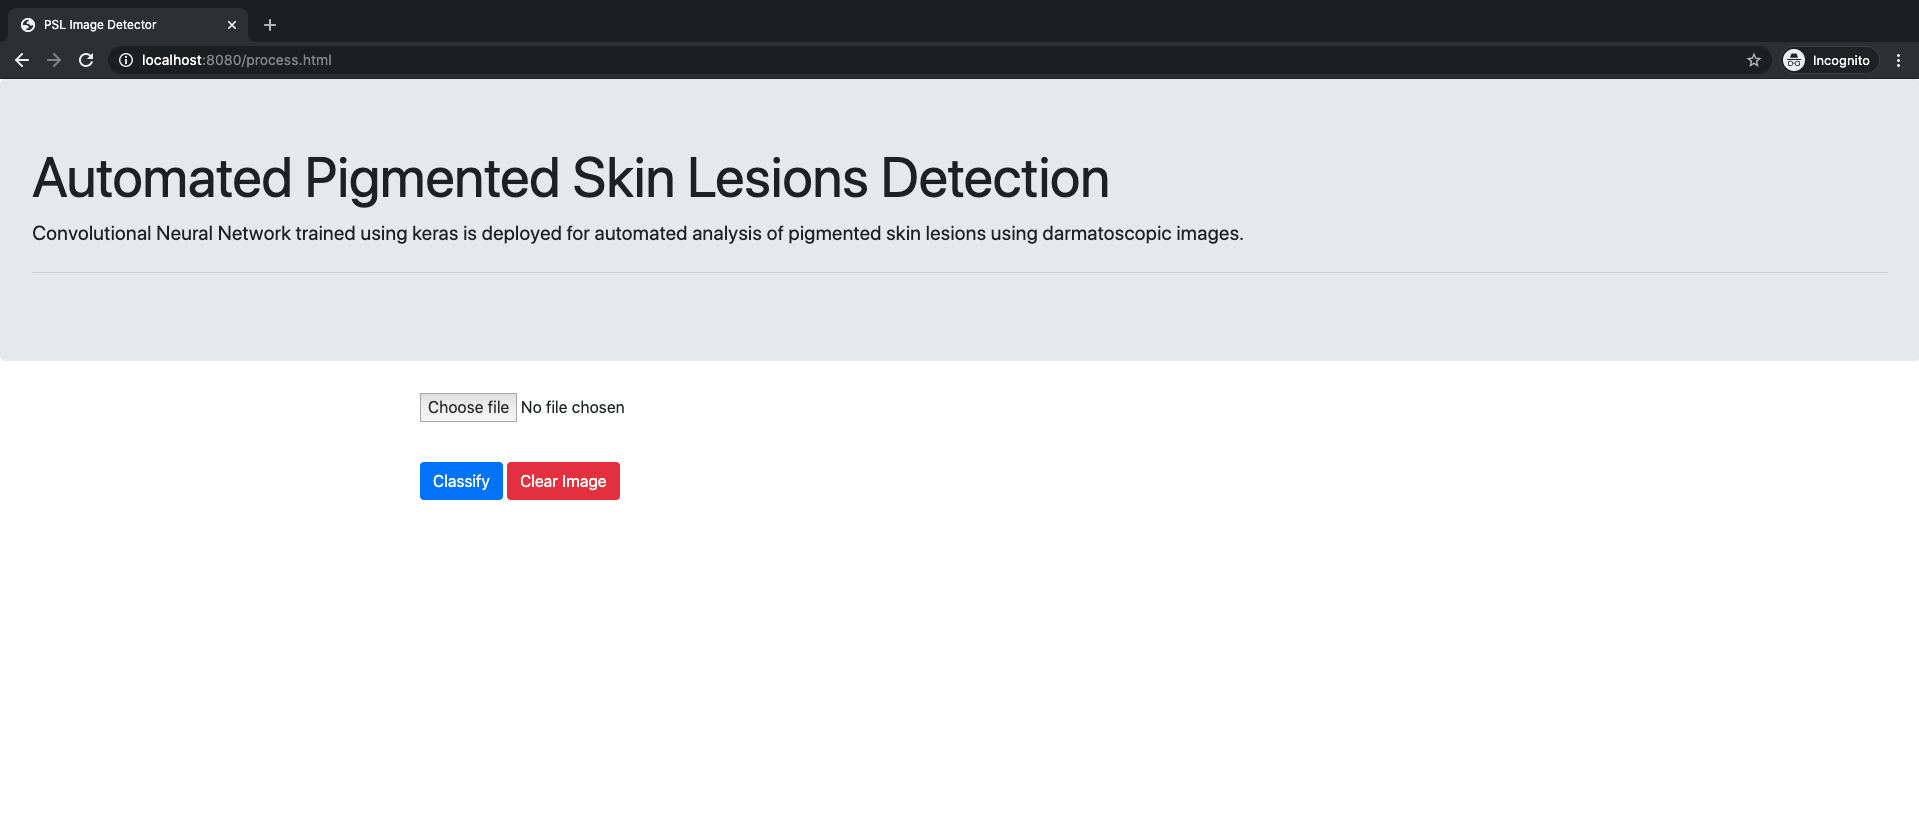 PSL Image Detector
localhost:8080/process.html
Incognito
Automated Pigmented Skin Lesions Detection
Convolutional Neural Network trained using keras is deployed for automated analysis of pigmented skin lesions using darmatoscopic images.
Choose file No file chosen
Classify Clear Image